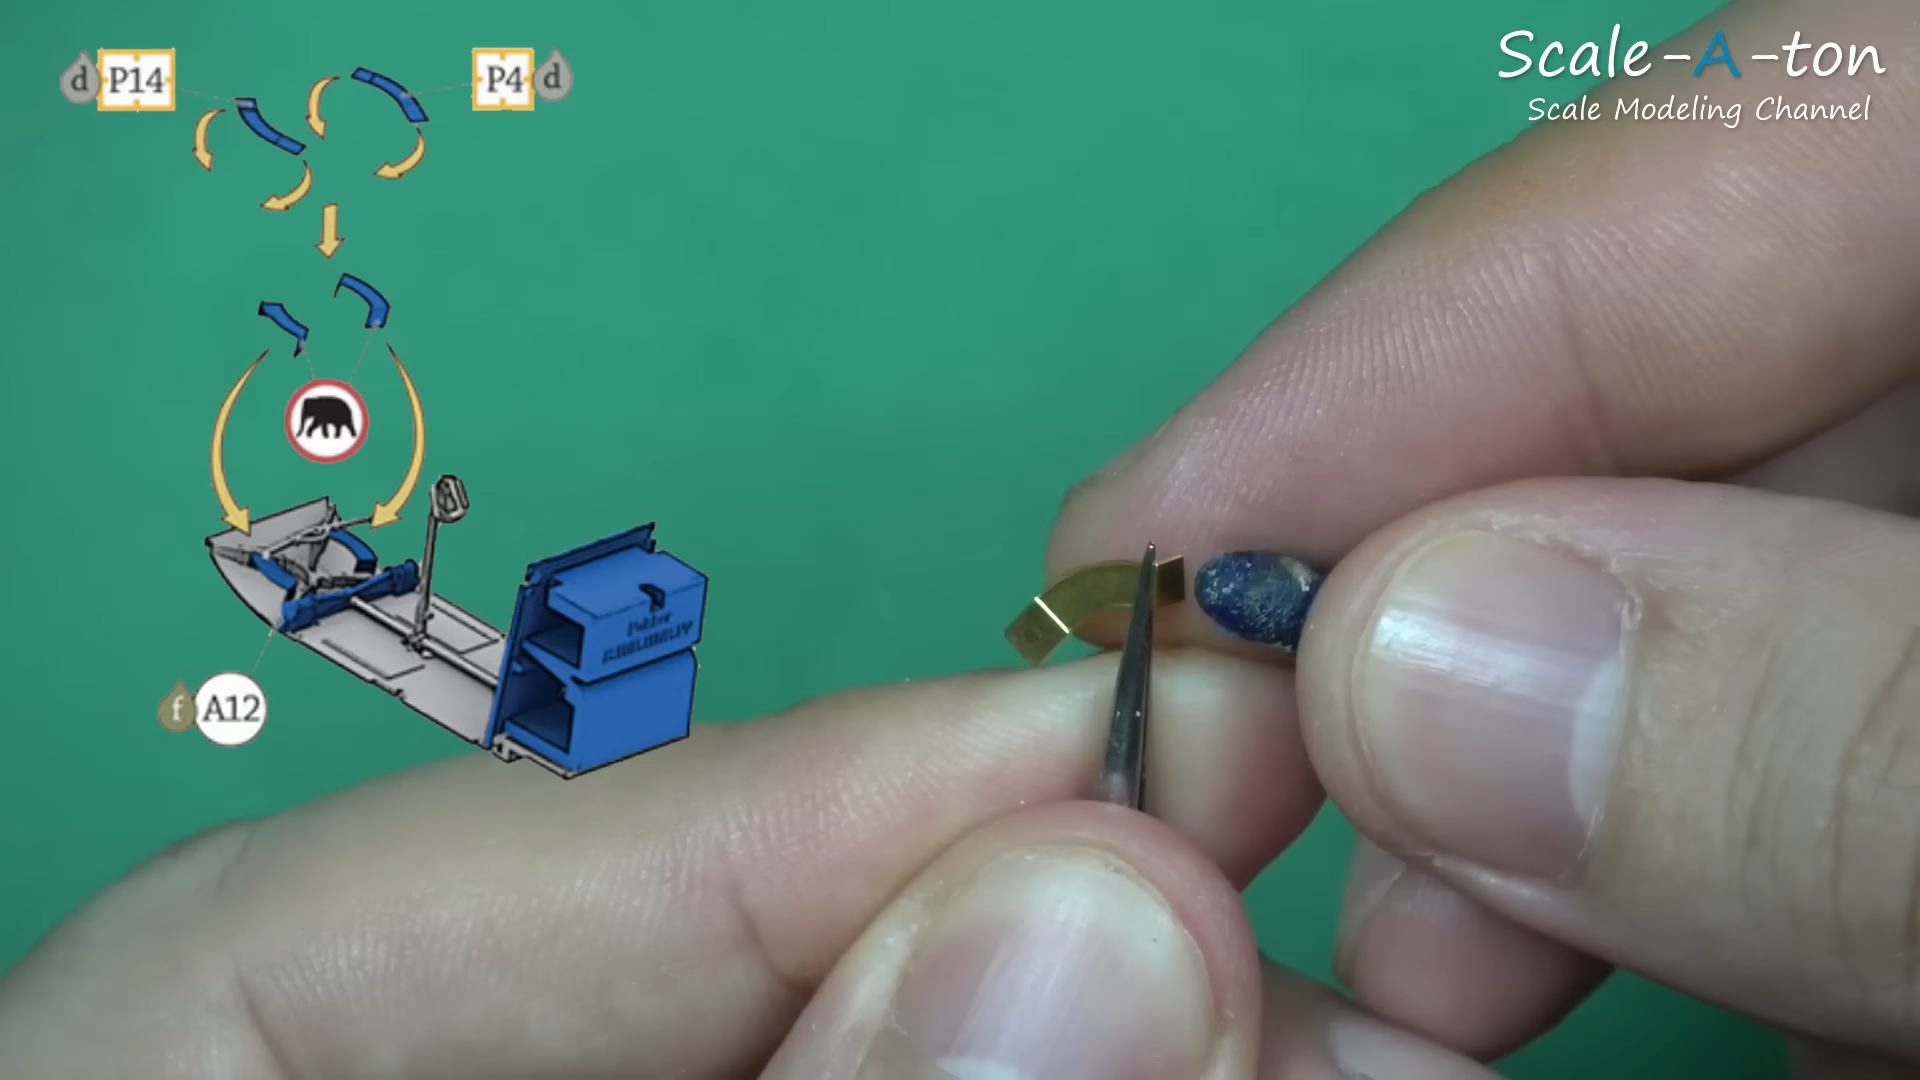 d P14
P4 d
Scale-A-ton
Scale Modeling Channel
f A12